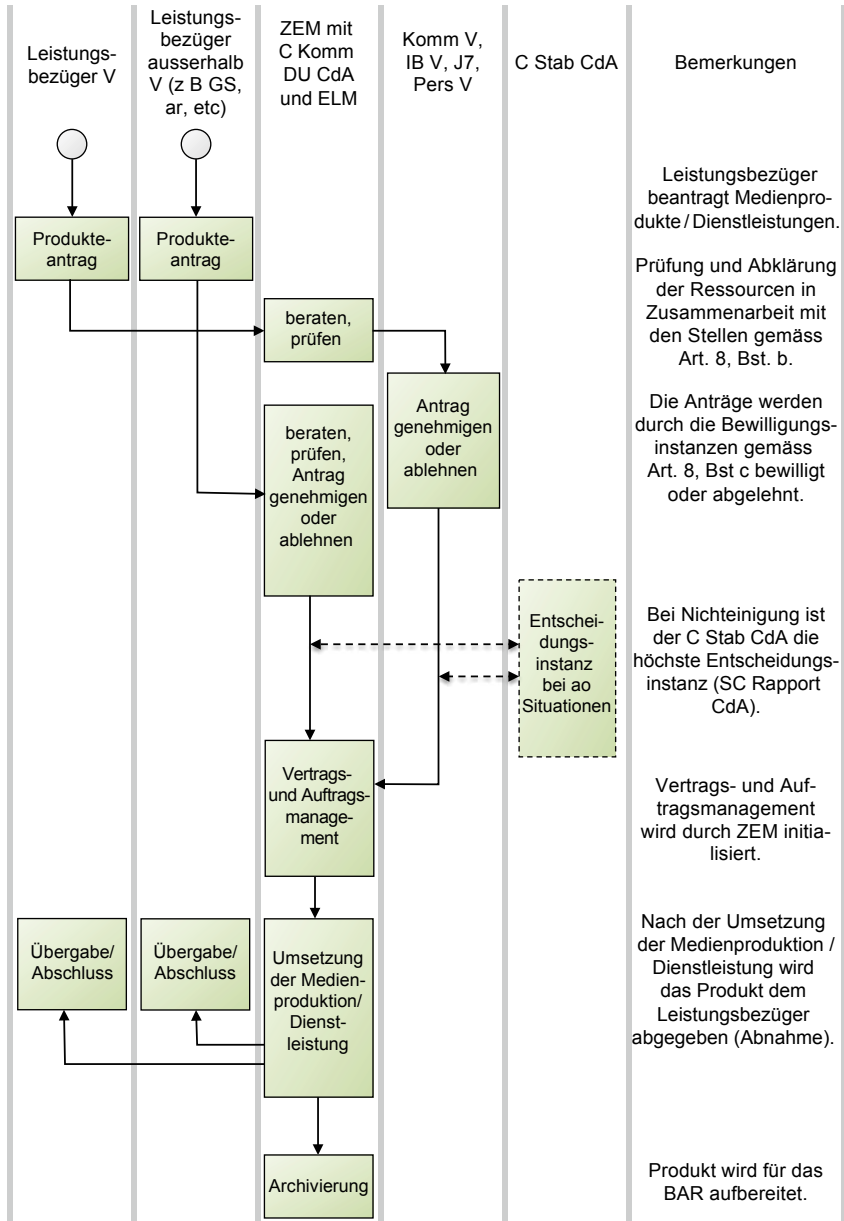 Leistungs-
bezüger V
Leistungs-
bezüger
ausserhalb
V (z B GS,
ar, etc)
ZEM mit
C Komm
DU CdA
und ELM
Komm V,
IB V, J7,
Pers V
C Stab CdA
Bemerkungen
Leistungsbezüger
beantragt Medienpro-
dukte / Dienstleistungen.
Produkte-
antrag
Produkte-
antrag
Prüfung und Abklärung
der Ressourcen in
Zusammenarbeit mit
den Stellen gemäss
Art. 8, Bst. b.
beraten,
prüfen
Antrag
genehmigen
oder
ablehnen
Die Anträge werden
durch die Bewilligungs-
instanzen gemäss
Art. 8, Bst c bewilligt
oder abgelehnt.
beraten,
prüfen,
Antrag
genehmigen
oder
ablehnen
Entschei-
dungs-
instanz
bei ao
Situationen
Bei Nichteinigung ist
der C Stab CdA die
höchste Entscheidungs-
instanz (SC Rapport
CdA).
Vertrags-
und Auftrags-
manage-
ment
Vertrags- und Auf-
tragsmanagement
wird durch ZEM initia-
lisiert.
Übergabe/
Abschluss
Übergabe/
Abschluss
Umsetzung
der Medien-
produktion/
Dienst-
leistung
Nach der Umsetzung
der Medienproduktion /
Dienstleistung wird
das Produkt dem
Leistungsbezüger
abgegeben (Abnahme).
Archivierung
Produkt wird für das
BAR aufbereitet.